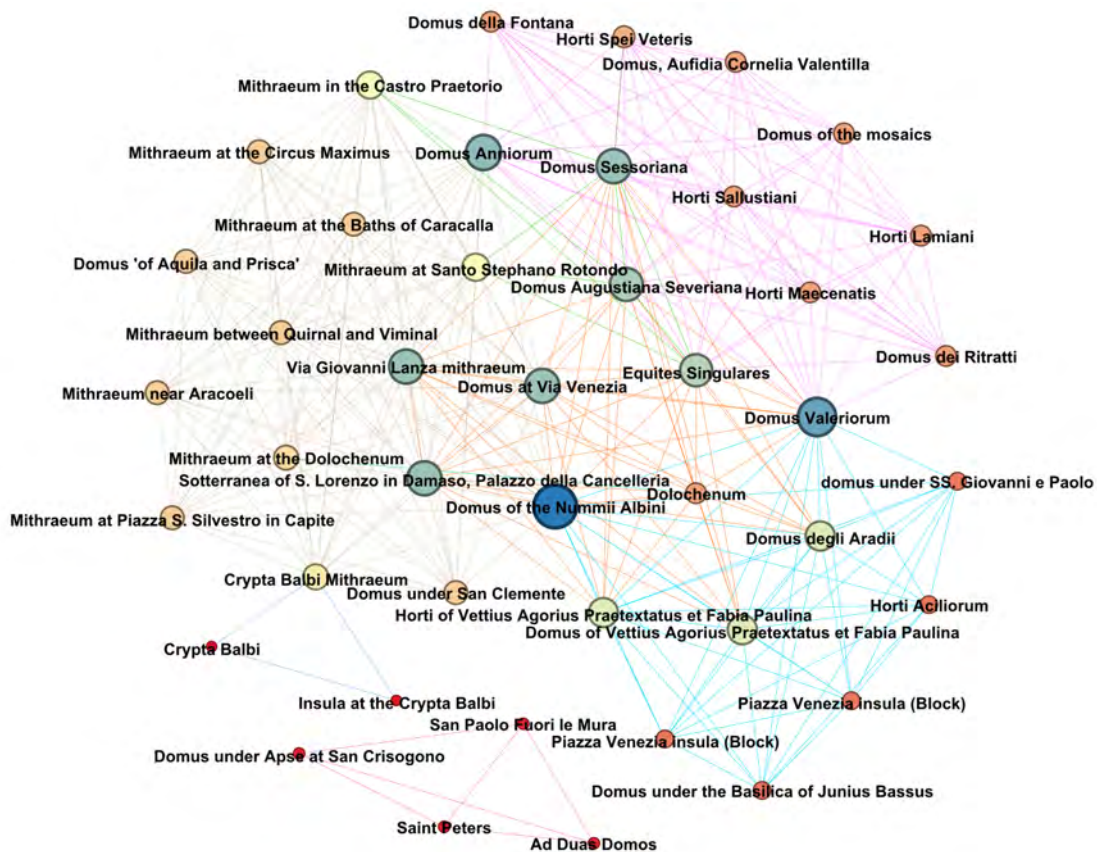 Domus della Fontana
Horti Spei Veteris
Domus, Aufidia Cornelia Valentilla
Mithraeum in the Castro Praetorio
Domus of the mosaics
Mithraeum at the Circus Maximus
Domus Anniorum
Domus Sessoriana
Horti Sallustiani
Mithraeum at the Baths of Caracalla
Horti Lamiani
Domus 'of Aquila and Prisca'
Mithraeum at Santo Stephano Rotondo
Domus Augustiana Severiana
Horti Maecenatis
Mithraeum between Quirnal and Viminal
Domus dei Ritratti
Via Giovanni Lanza mithraeum
Equites Singulares
Domus at Via Venezia
Mithraeum near Aracoeli
Domus Valeriorum
Mithraeum at the Dolochenum
Sotterranea of S. Lorenzo in Damaso, Palazzo della Cancelleria
domus under SS. Giovanni e Paolo
Dolochenum
Domus of the Nummii Albini
Mithraeum at Piazza S. Silvestro in Capite
Domus degli Aradii
Crypta Balbi Mithraeum
Domus under San Clemente
Horti Aciliorum
Horti of Vettius Agorius Praetextatus et Fabia Paulina
Domus of Vettius Agorius Praetextatus et Fabia Paulina
Crypta Balbi
Insula at the Crypta Balbi
Piazza Venezia insula (Block)
San Paolo Fuori le Mura
Piazza Venezia insula (Block)
Domus under Apse at San Crisogono
Domus under the Basilica of Junius Bassus
Saint Peters
Ad Duas Domos